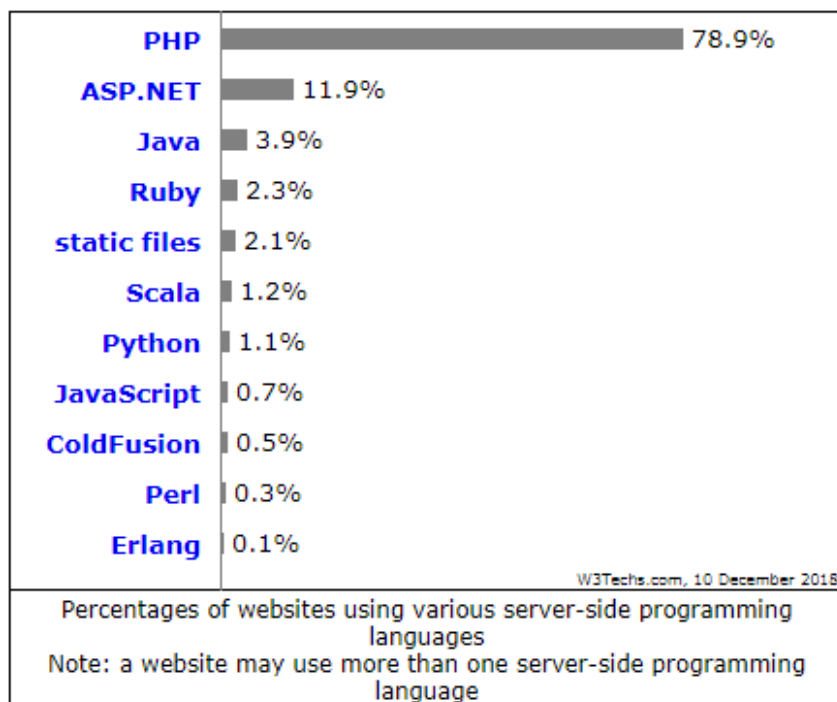 PHP 78.9%
ASP.NET 11.9%
Java 3.9%
Ruby 2.3%
static files 2.1%
Scala 1.2%
Python 1.1%
JavaScript 0.7%
ColdFusion 0.5%
Perl 0.3%
Erlang 0.1%
W3Techs.com, 10 December 2018
Percentages of websites using various server-side programming
languages
Note: a website may use more than one server-side programming
language